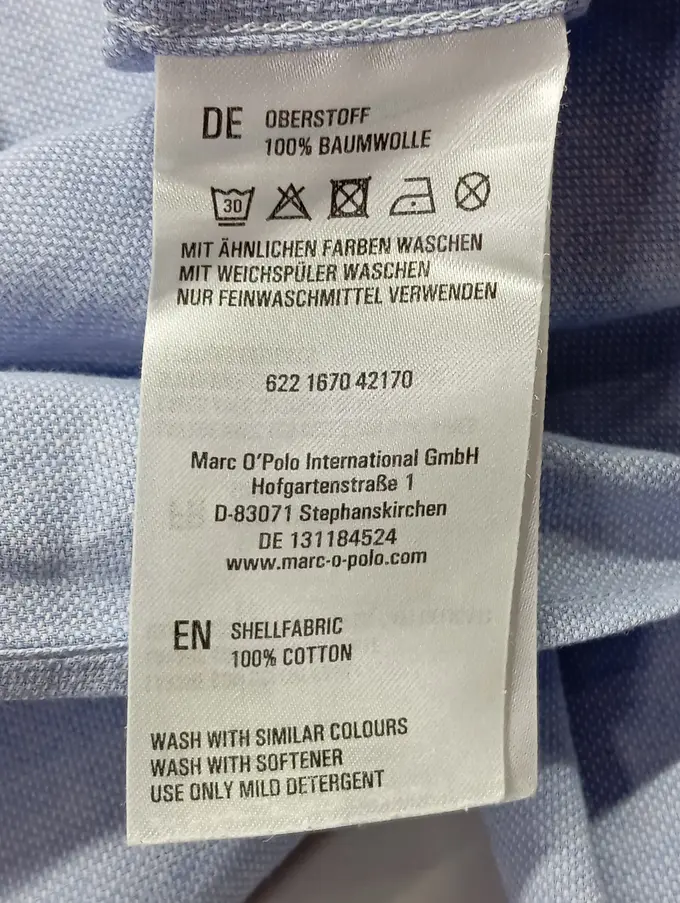 DE OBERSTOFF
100% BAUMWOLLE
30
MIT ÄHNLICHEN FARBEN WASCHEN
MIT WEICHSPÜLER WASCHEN
NUR FEINWASCHMITTEL VERWENDEN
622 1670 42170
Marc O'Polo International GmbH
Hofgartenstraße 1
D-83071 Stephanskirchen
DE 131184524
www.marc-o-polo.com
EN SHELLFABRIC
100% COTTON
WASH WITH SIMILAR COLOURS
WASH WITH SOFTENER
USE ONLY MILD DETERGENT